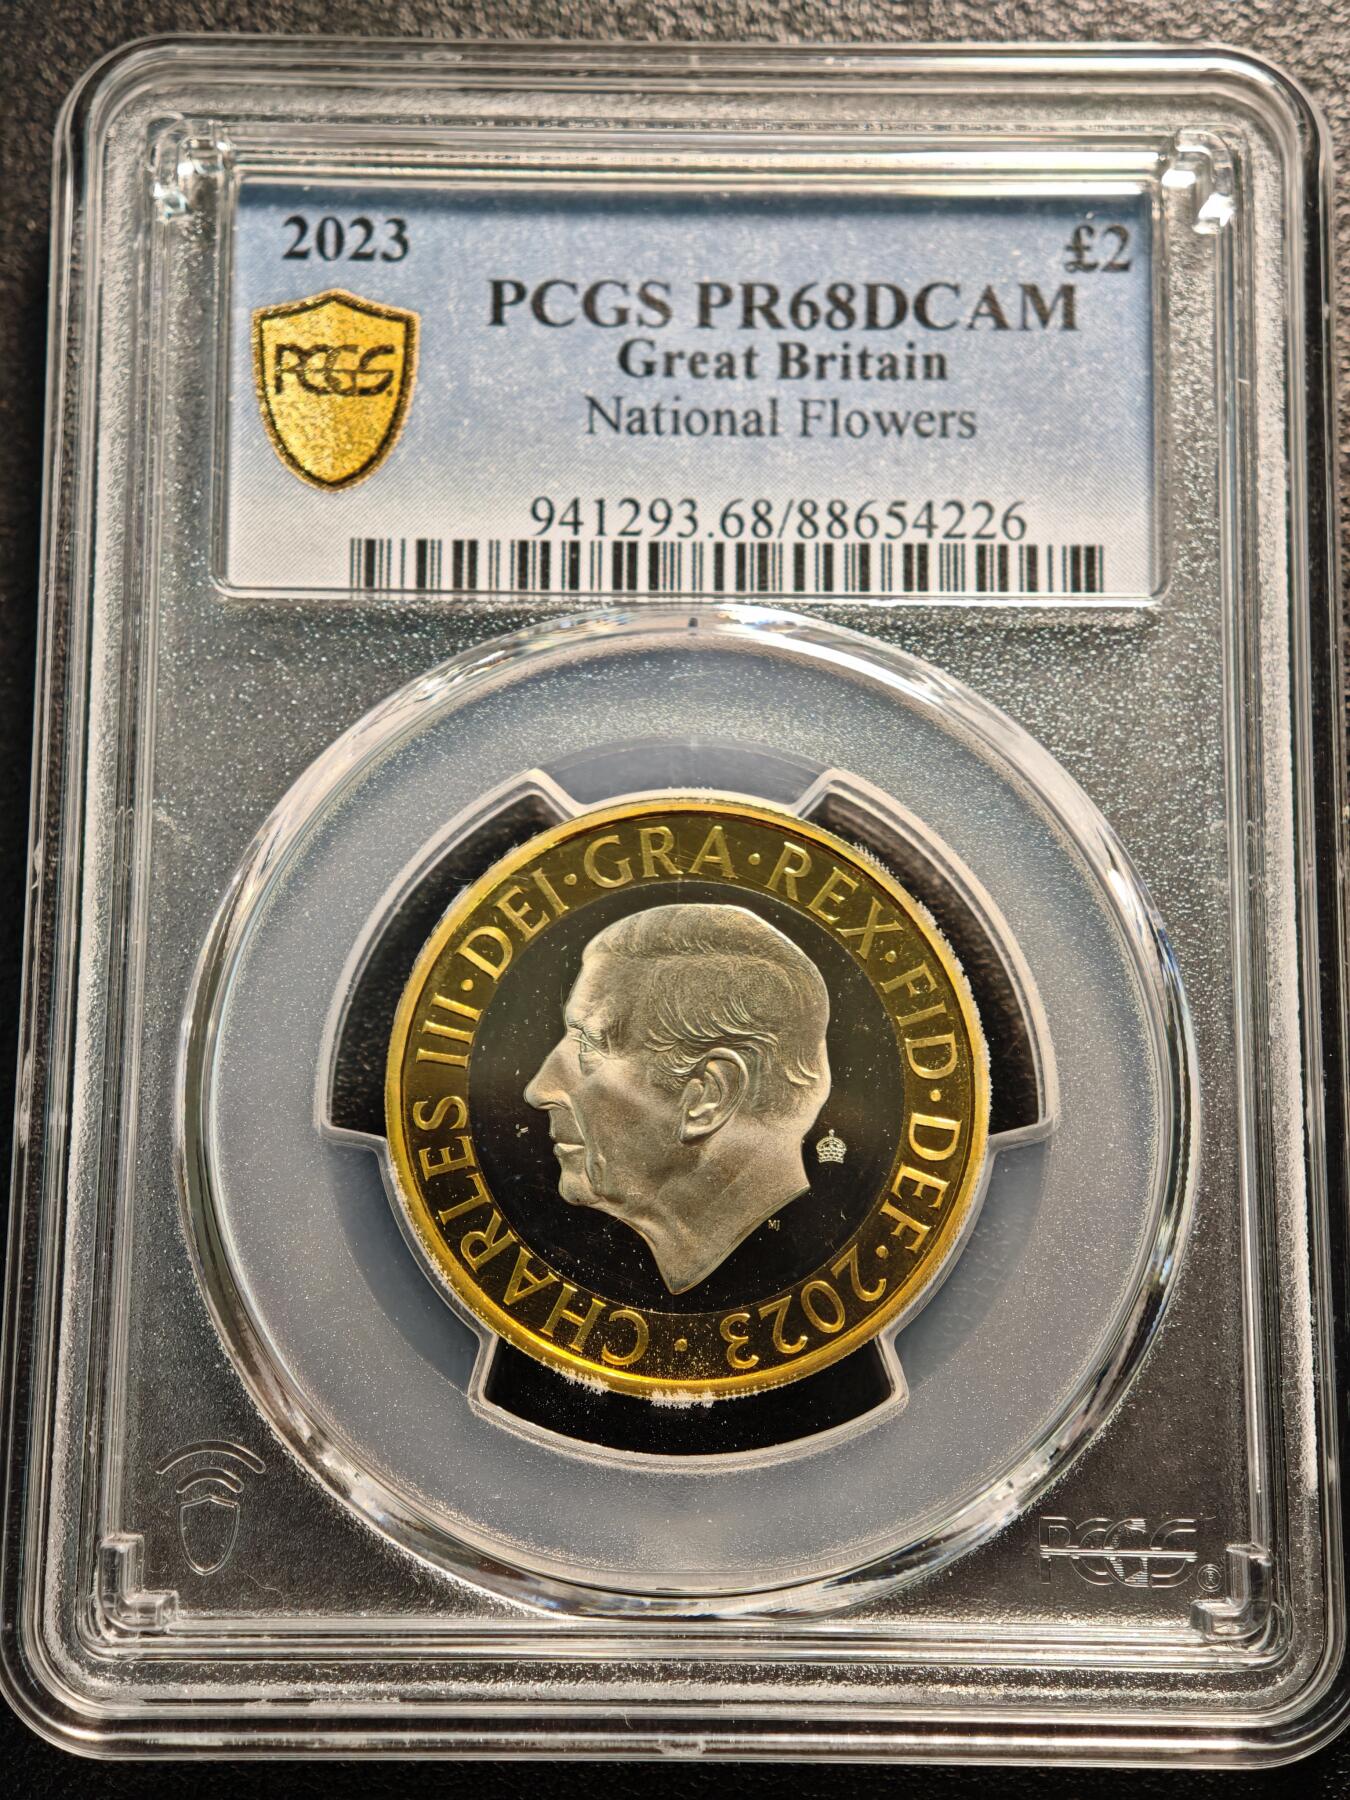 2023
£2
PCGS PR68DCAM
Great Britain
National Flowers
PCGS
941293.68/88654226
CHARLES III · DEI · GRA · REX · FID · DEF · 2023 ·
MJ
PCGS®